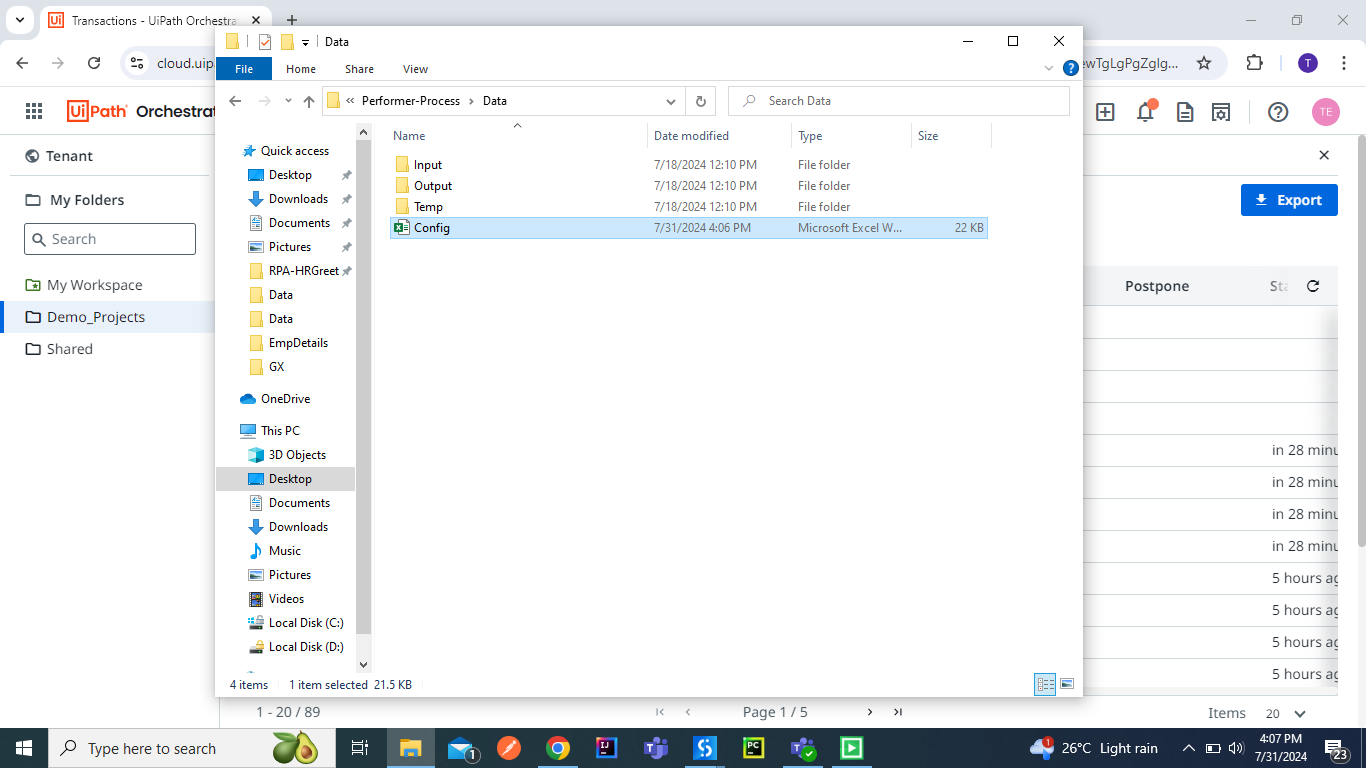 Transactions - UiPath Orchestra
Data
cloud.uip
ewTgLgPgZgIg...
T
File
Home
Share
View
Performer-Process
Data
Search Data
UiPath
Orchestr
TE
Tenant
My Folders
Search
My Workspace
Demo_Projects
Shared
Quick access
Desktop
Downloads
Documents
Pictures
RPA-HRGreet
Data
Data
EmpDetails
GX
OneDrive
This PC
3D Objects
Desktop
Documents
Downloads
Music
Pictures
Videos
Local Disk (C:)
Local Disk (D:)
Name Date modified Type Size
Input 7/18/2024 12:10 PM File folder
Output 7/18/2024 12:10 PM File folder
Temp 7/18/2024 12:10 PM File folder
Config 7/31/2024 4:06 PM Microsoft Excel W... 22 KB
4 items 1 item selected 21.5 KB
Export
Postpone Sta
in 28 minu
in 28 minu
in 28 minu
in 28 minu
5 hours ag
5 hours ag
5 hours ag
5 hours ag
1 - 20 / 89
Page 1 / 5
Items 20
Type here to search
1
PC
1
26°C Light rain
4:07 PM
7/31/2024
23